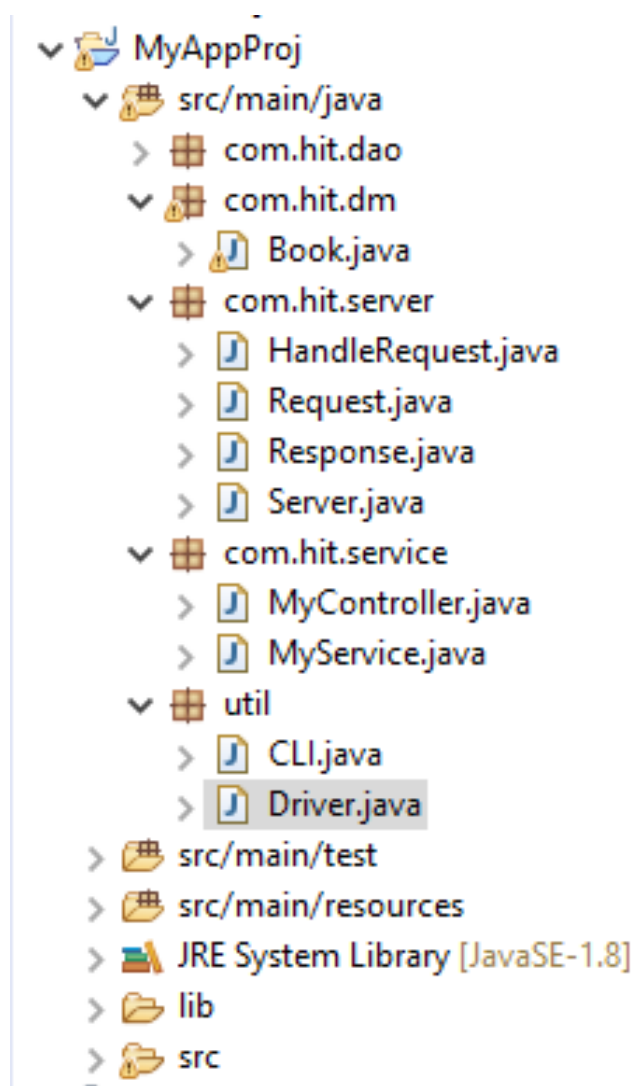 MyAppProj
src/main/java
com.hit.dao
com.hit.dm
Book.java
com.hit.server
HandleRequest.java
Request.java
Response.java
Server.java
com.hit.service
MyController.java
MyService.java
util
CLI.java
Driver.java
src/main/test
src/main/resources
JRE System Library [JavaSE-1.8]
lib
src